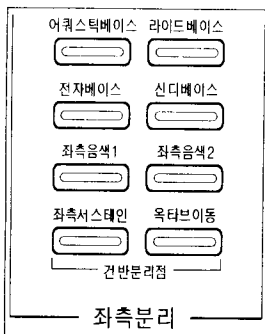 어쿼스틱베이스 라이드베이스
전자베이스 신디베이스
좌측음색1 좌측음색2
좌측서스테인 옥타브이동
건반분리점
좌측분리